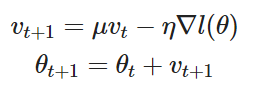 v_{t+1} = μv_t − η∇l(θ)
θ_{t+1} = θ_t + v_{t+1}